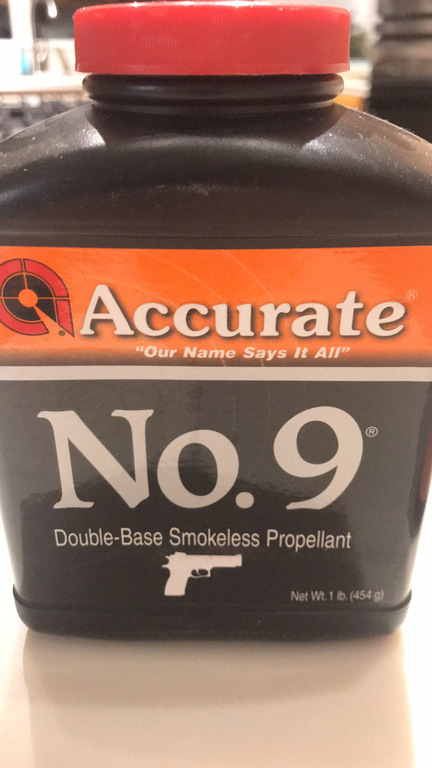 Accurate®
"Our Name Says It All"
No. 9®
Double-Base Smokeless Propellant
Net Wt. 1 lb. (454 g)